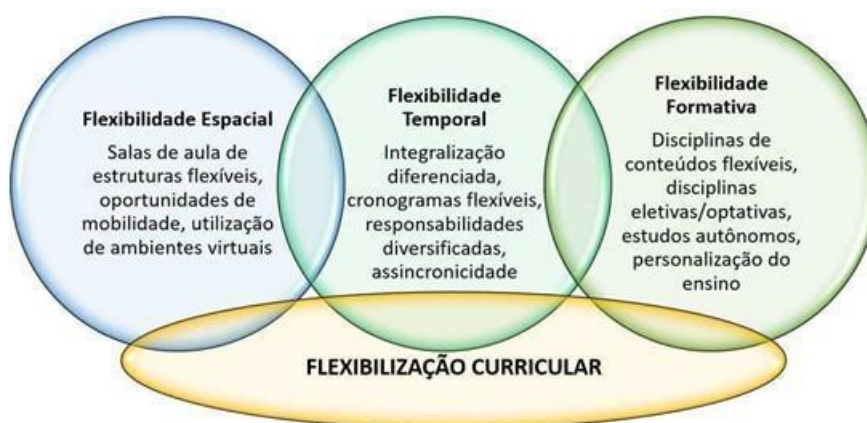 Flexibilidade Espacial
Salas de aula de
estruturas flexíveis,
oportunidades de
mobilidade, utilização
de ambientes virtuais
Flexibilidade
Temporal
Integralização
diferenciada,
cronogramas flexíveis,
responsabilidades
diversificadas,
assincronicidade
Flexibilidade
Formativa
Disciplinas de
conteúdos flexíveis,
disciplinas
eletivas/optativas,
estudos autônomos,
personalização do
ensino
FLEXIBILIZAÇÃO CURRICULAR